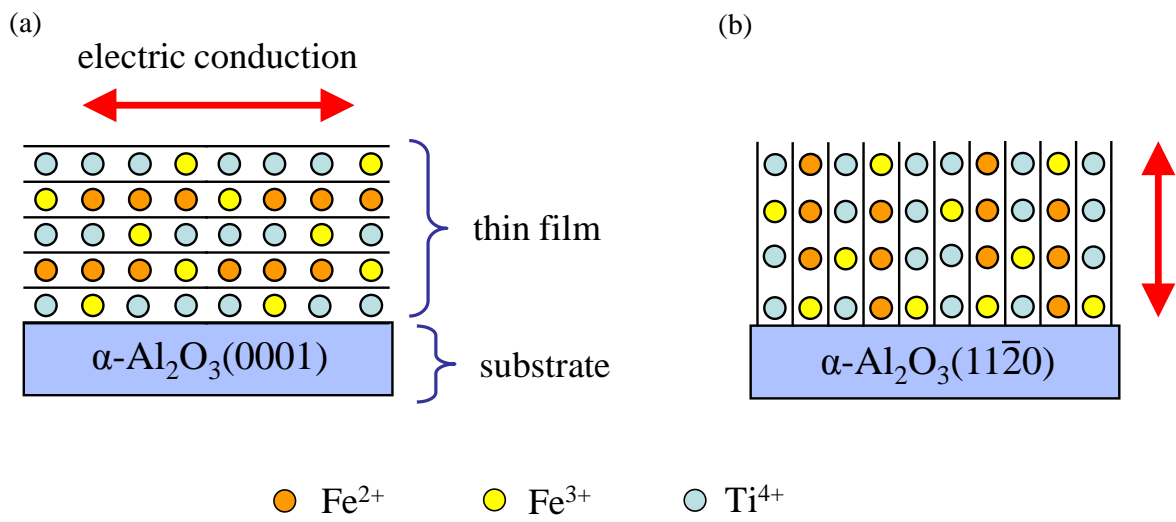 (a)
electric conduction
thin film
α-Al₂O₃(0001)
substrate
(b)
α-Al₂O₃(112̅0)
Fe²⁺
Fe³⁺
Ti⁴⁺